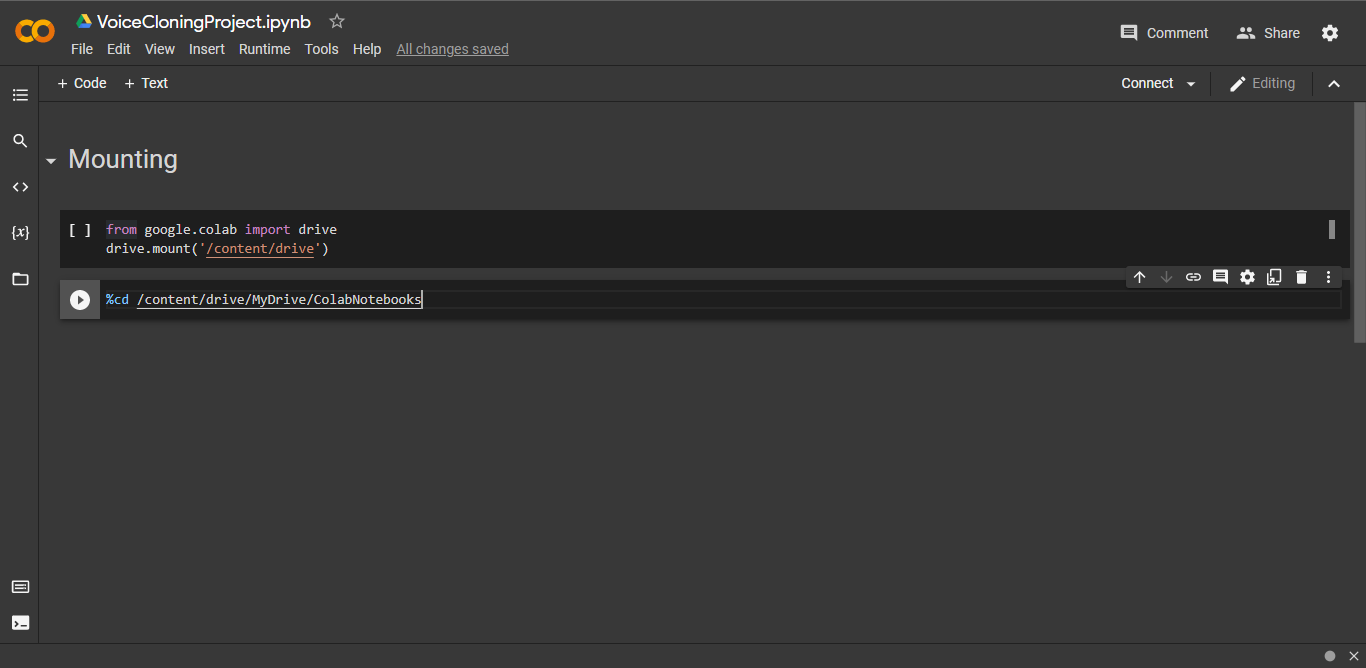 VoiceCloningProject.ipynb
File Edit View Insert Runtime Tools Help All changes saved
Comment Share
+ Code + Text
Connect Editing
Mounting
[ ] from google.colab import drive
drive.mount('/content/drive')
%cd /content/drive/MyDrive/ColabNotebooks